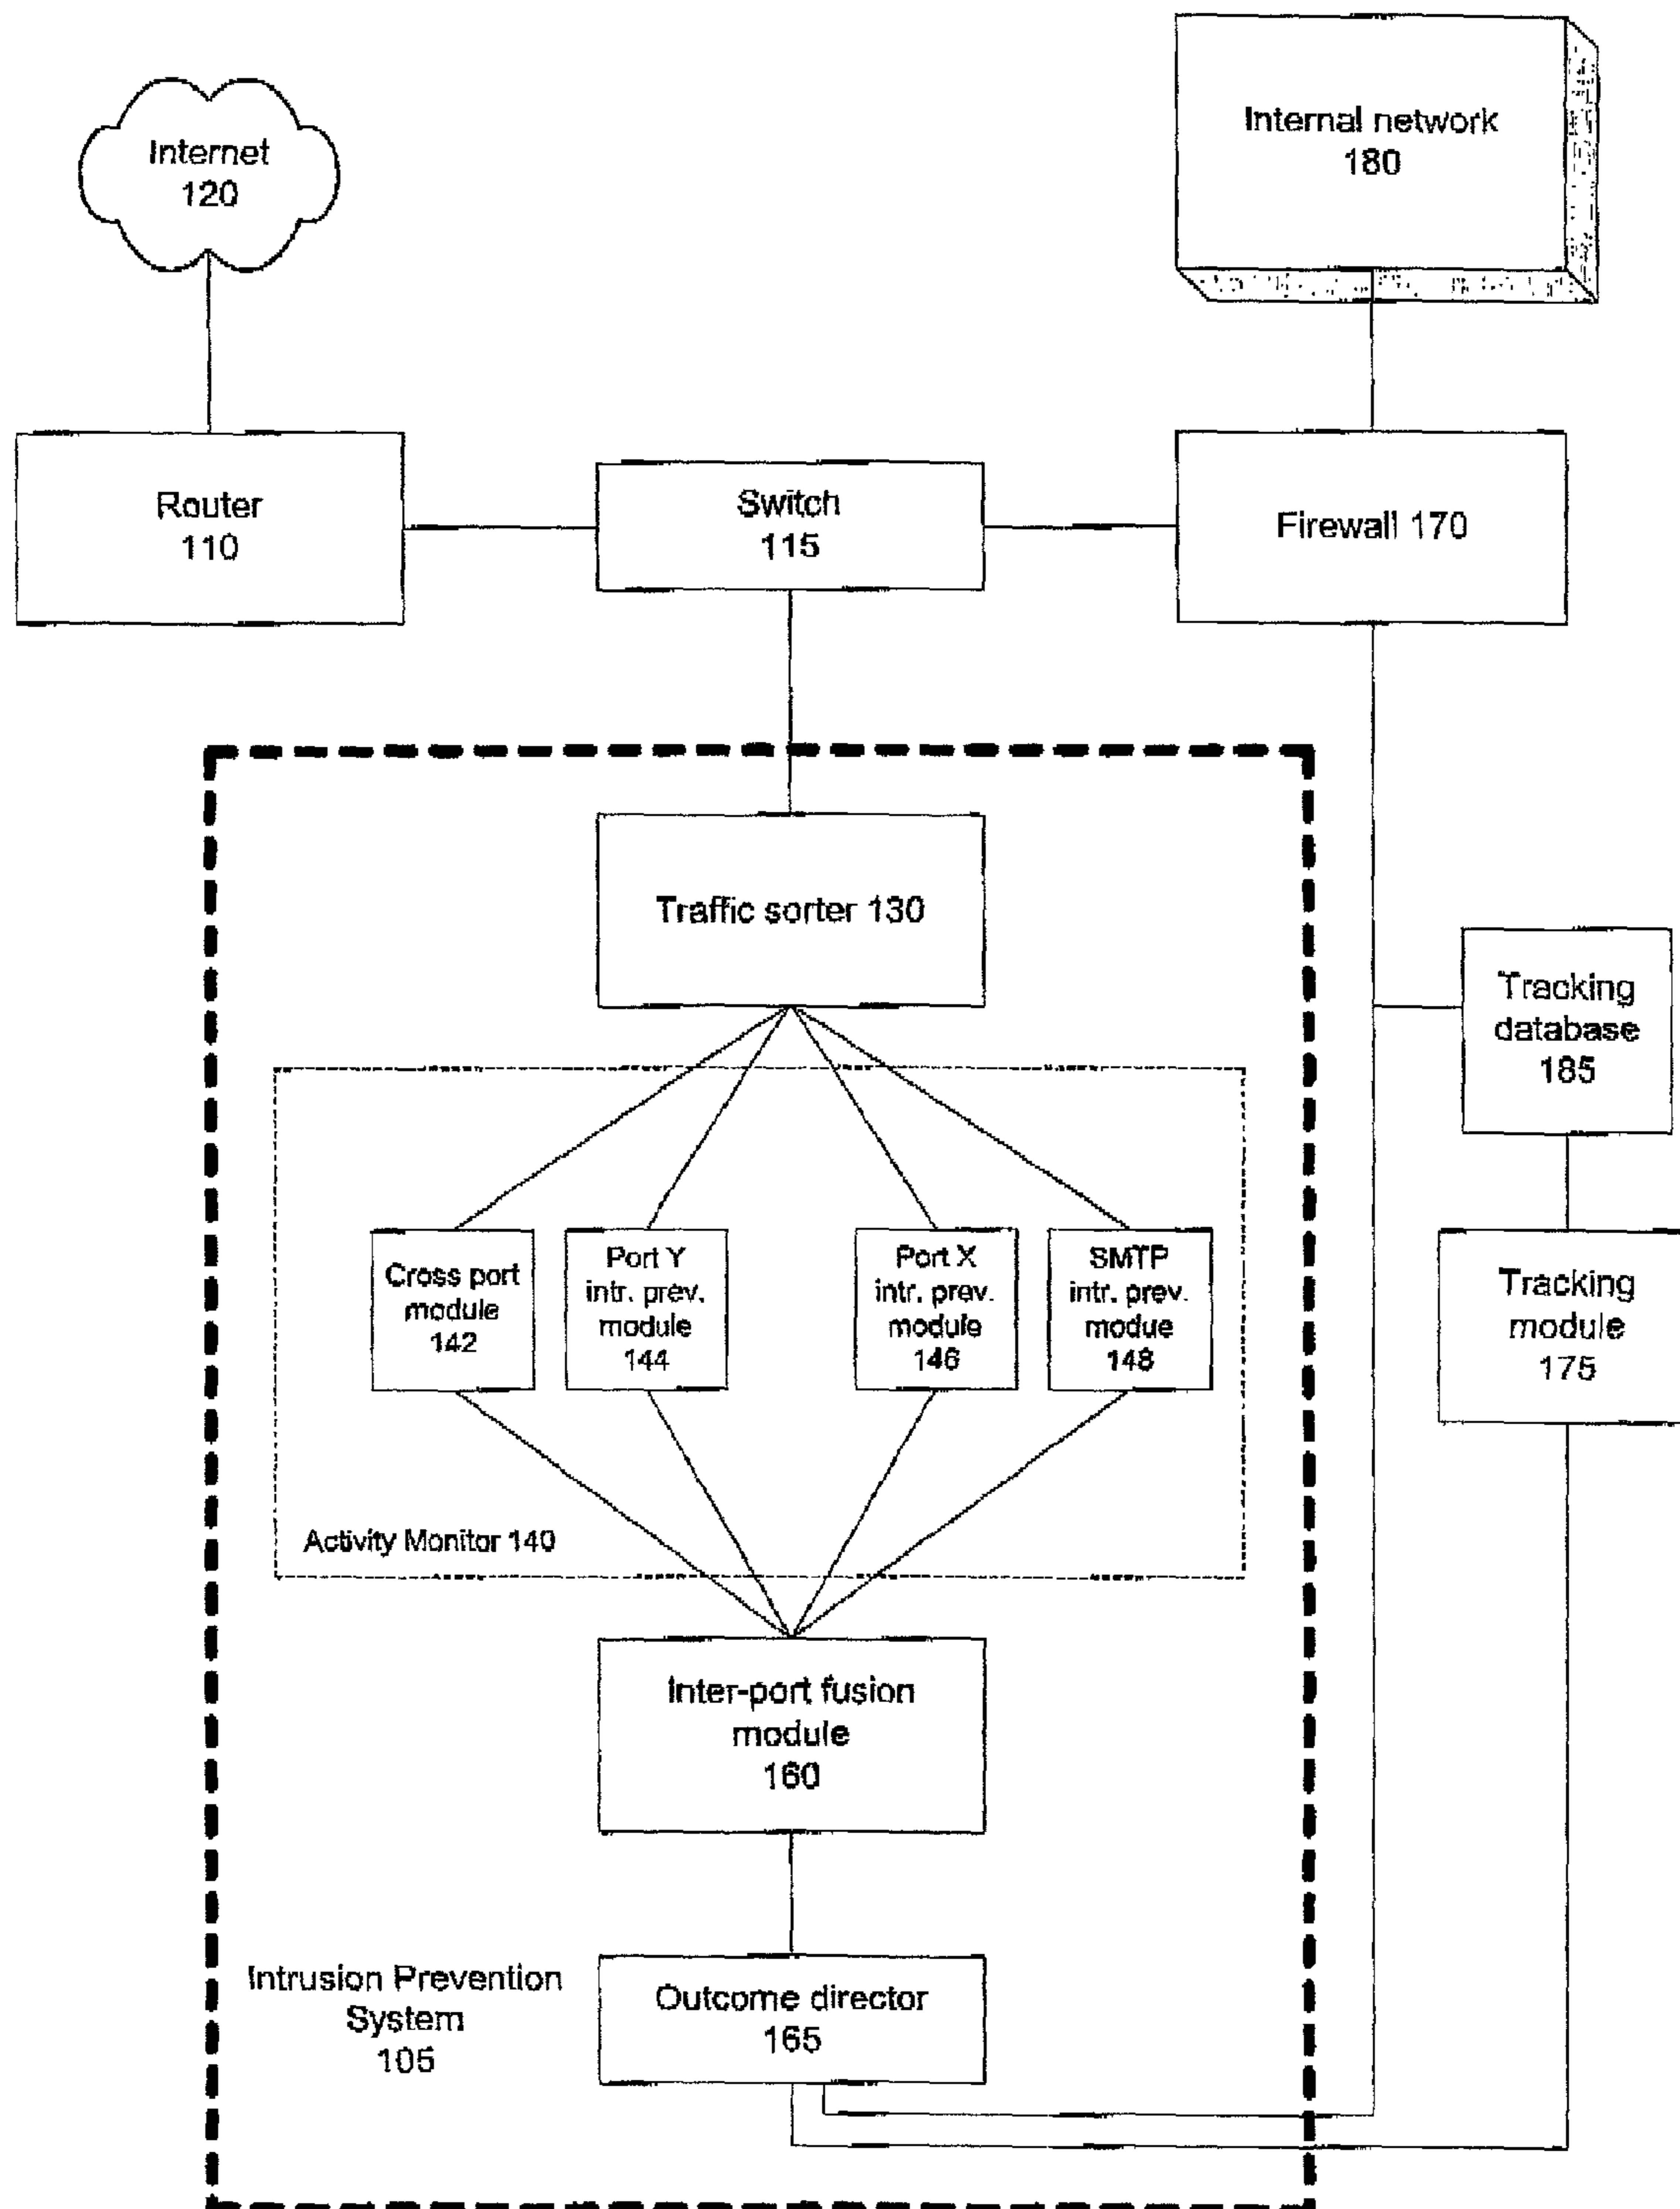 Internet
120
Internal network
180
Router
110
Switch
115
Firewall 170
Traffic sorter 130
Tracking
database
185
Cross port
module
142
Port Y
intr. prev.
module
144
Port X
intr. prev.
module
146
SMTP
intr. prev.
modue
148
Tracking
module
175
Activity Monitor 140
Inter-port fusion
module
160
Intrusion Prevention
System
105
Outcome director
165